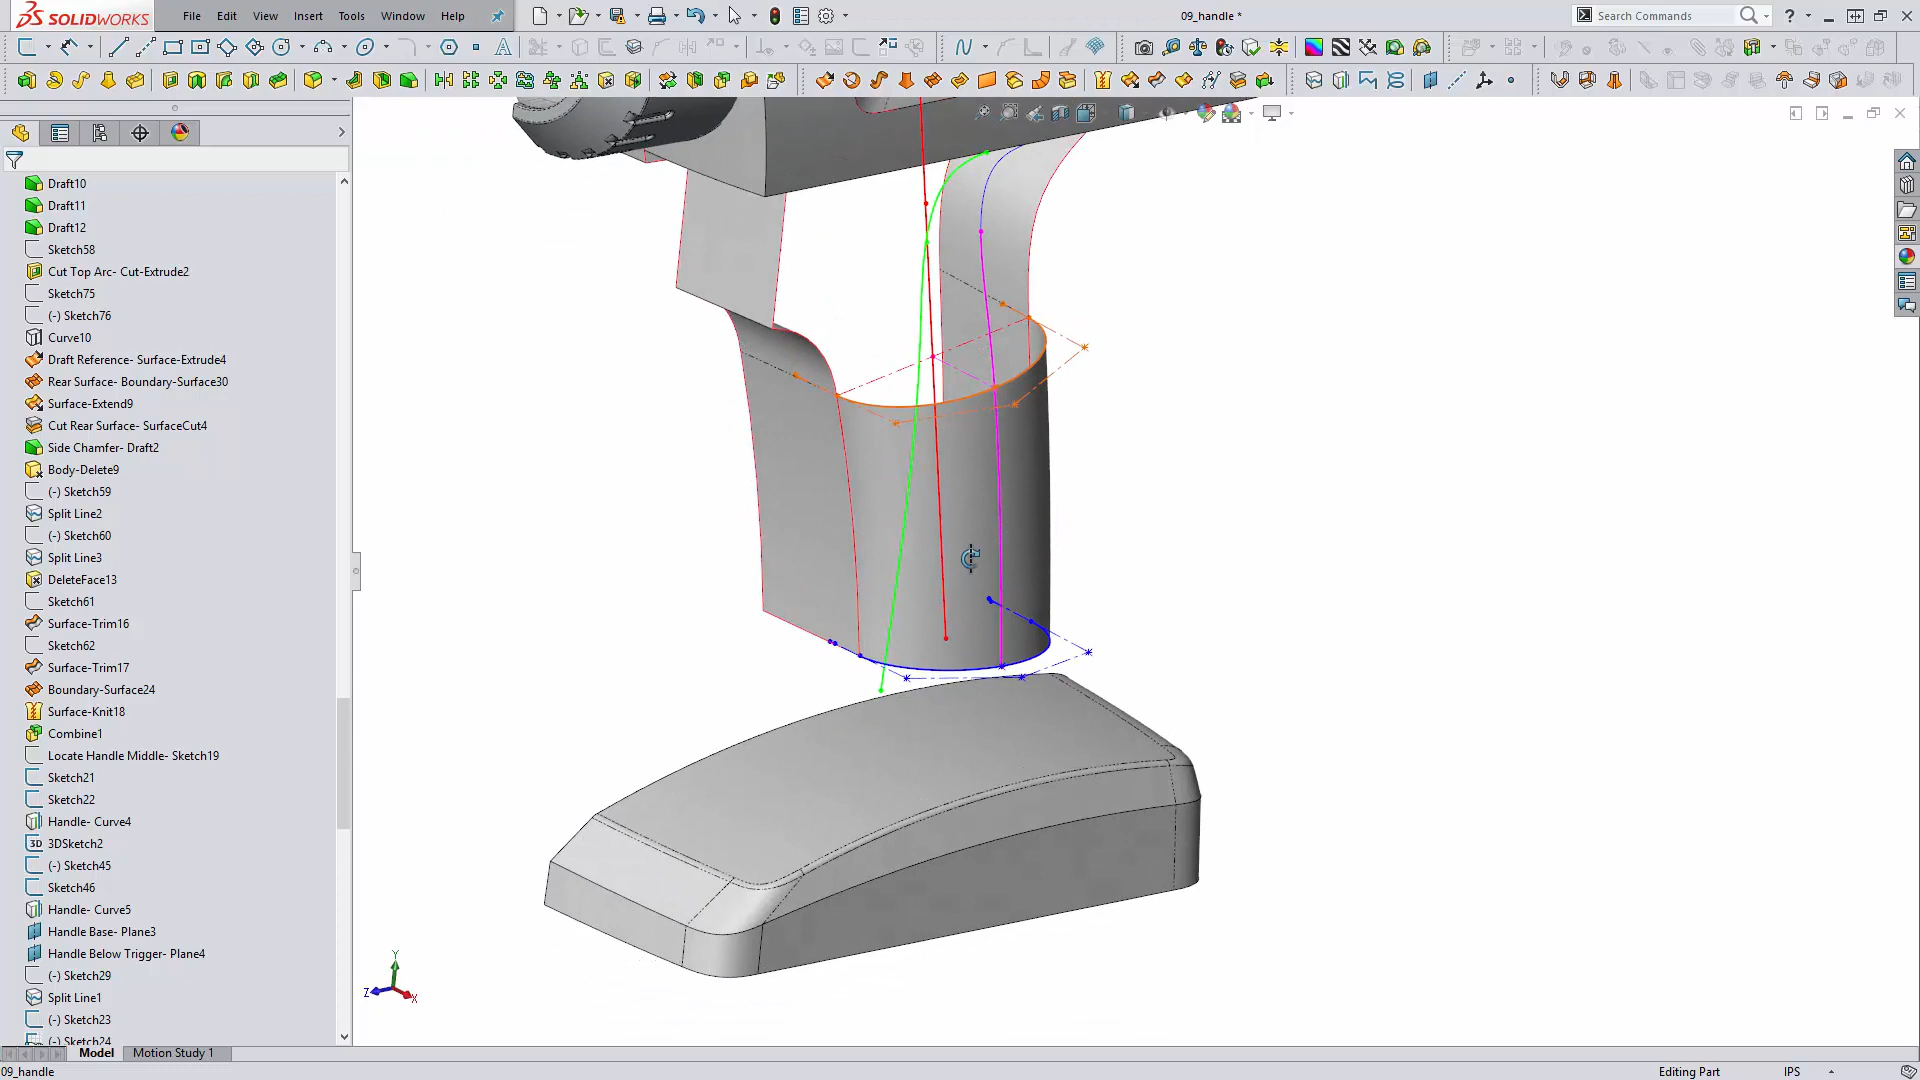 SOLIDWORKS
File
Edit
View
Insert
Tools
Window
Help
09_handle *
Search Commands
Draft10
Draft11
Draft12
Sketch58
Cut Top Arc- Cut-Extrude2
Sketch75
(-) Sketch76
Curve10
Draft Reference- Surface-Extrude4
Rear Surface- Boundary-Surface30
Surface-Extend9
Cut Rear Surface- SurfaceCut4
Side Chamfer- Draft2
Body-Delete9
(-) Sketch59
Split Line2
(-) Sketch60
Split Line3
DeleteFace13
Sketch61
Surface-Trim16
Sketch62
Surface-Trim17
Boundary-Surface24
Surface-Knit18
Combine1
Locate Handle Middle- Sketch19
Sketch21
Sketch22
Handle- Curve4
3D 3DSketch2
(-) Sketch45
Sketch46
Handle- Curve5
Handle Base- Plane3
Handle Below Trigger- Plane4
(-) Sketch29
Split Line1
(-) Sketch23
(-) Sketch24
Y
Z
X
Model
Motion Study 1
09_handle
Editing Part
IPS